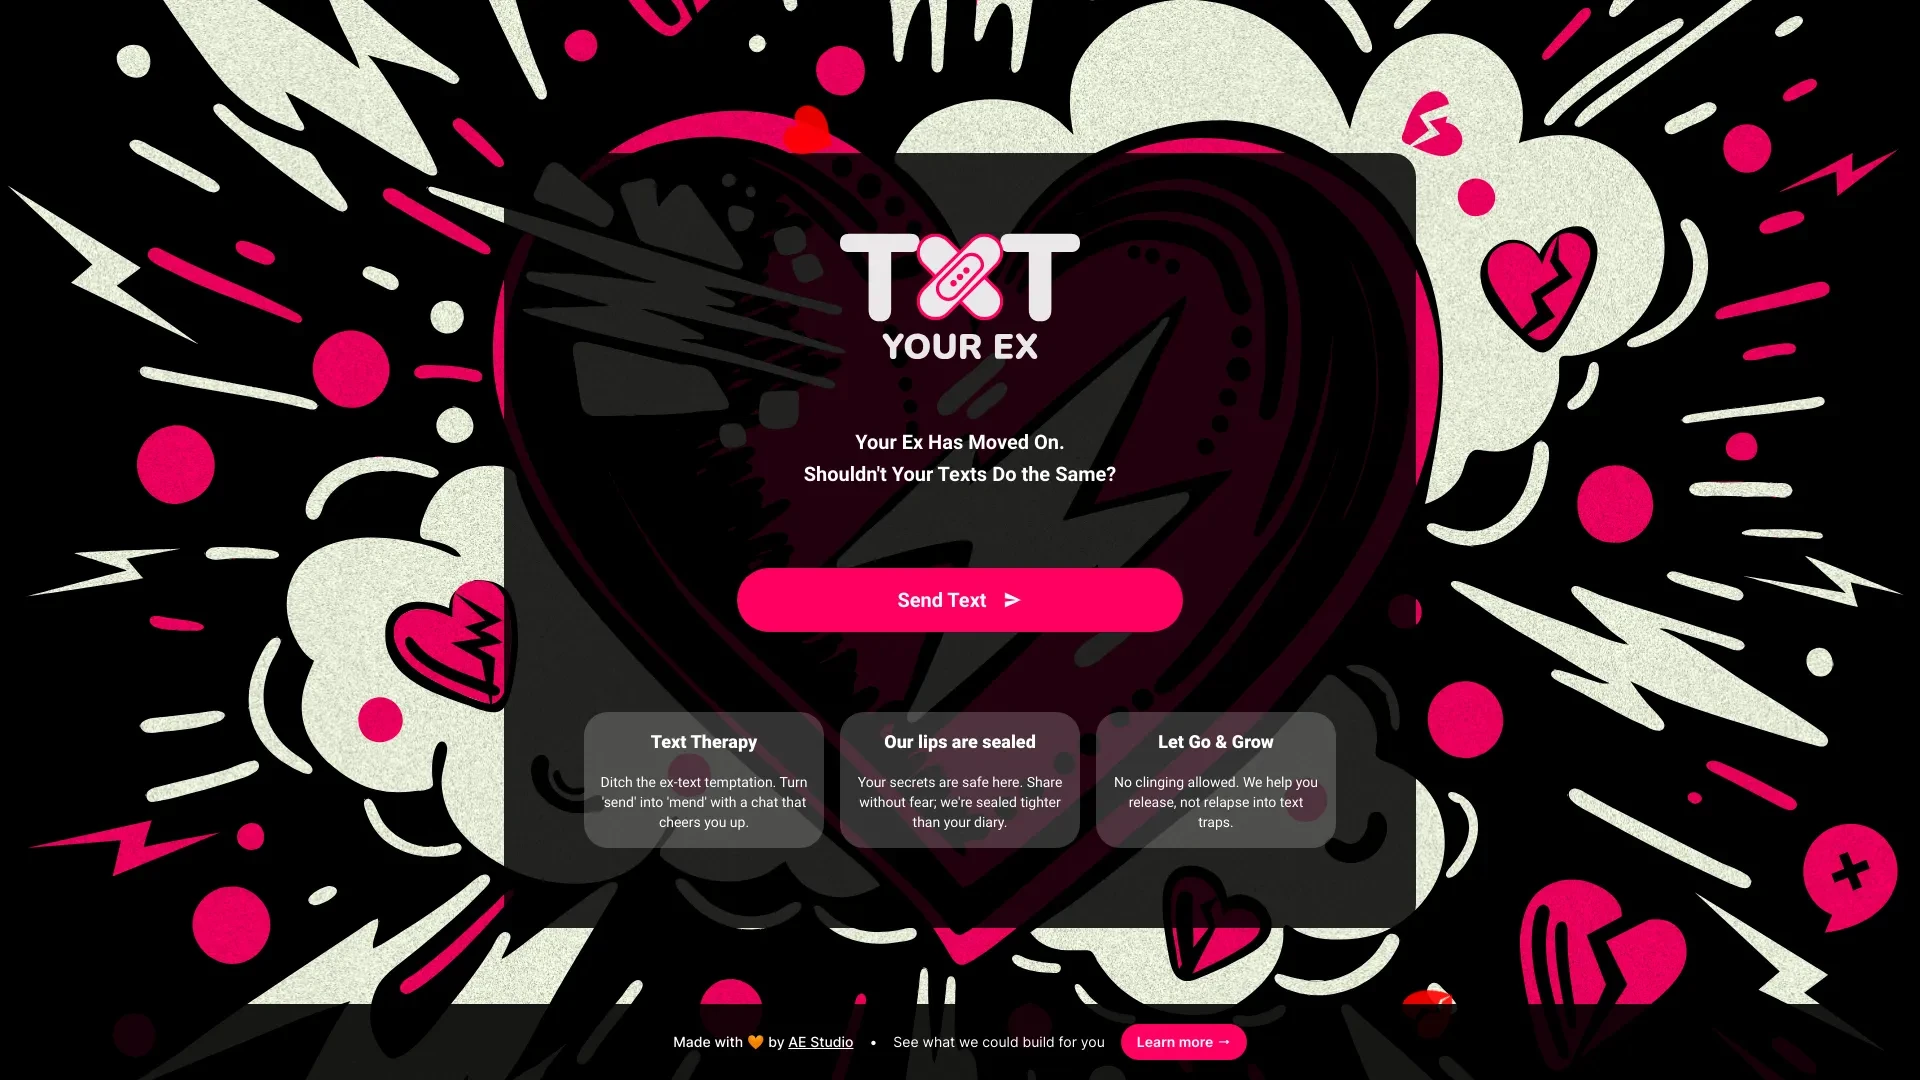 TXT
YOUR EX
Your Ex Has Moved On.
Shouldn't Your Texts Do the Same?
Send Text
Text Therapy
Ditch the ex-text temptation. Turn
'send' into 'mend' with a chat that
cheers you up.
Our lips are sealed
Your secrets are safe here. Share
without fear; we're sealed tighter
than your diary.
Let Go & Grow
No clinging allowed. We help you
release, not relapse into text
traps.
Made with 🧡 by AE Studio • See what we could build for you Learn more →